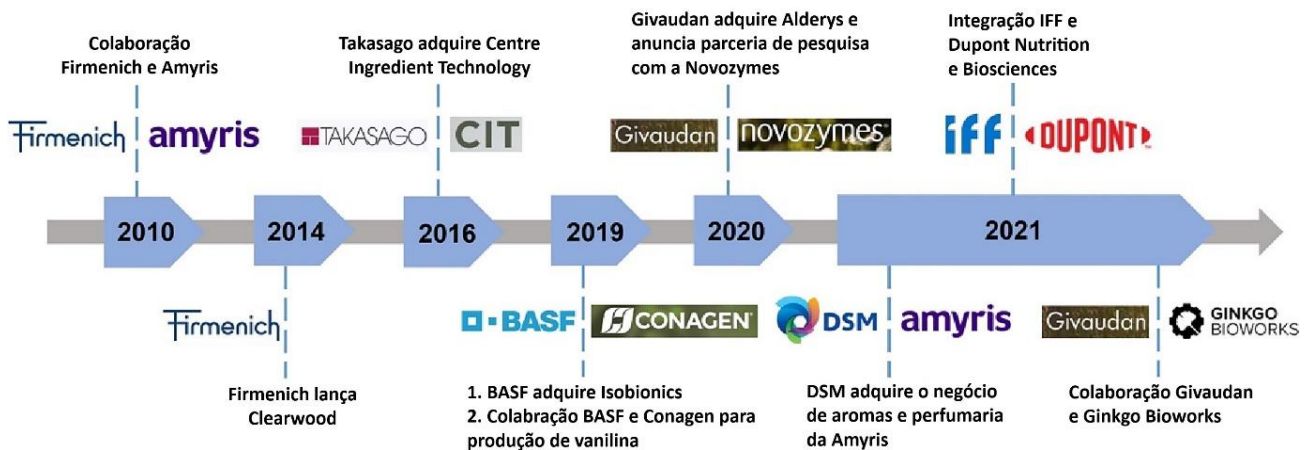 Colaboração
Firmenich e Amyris
Takasago adquire Centre
Ingredient Technology
Givaudan adquire Alderys e
anuncia parceria de pesquisa
com a Novozymes
Integração IFF e
Dupont Nutrition
e Biosciences
Firmenich
amyris
TAKASAGO
CIT
Givaudan
novozymes
iff
DUPONT
2010
2014
2016
2019
2020
2021
Firmenich
BASF
CONAGEN
DSM
amyris
Givaudan
GINKGO
BIOWORKS
Firmenich lança
Clearwood
1. BASF adquire Isobionics
2. Colabração BASF e Conagen para
produção de vanilina
DSM adquire o negócio
de aromas e perfumaria
da Amyris
Colaboração Givaudan
e Ginkgo Bioworks